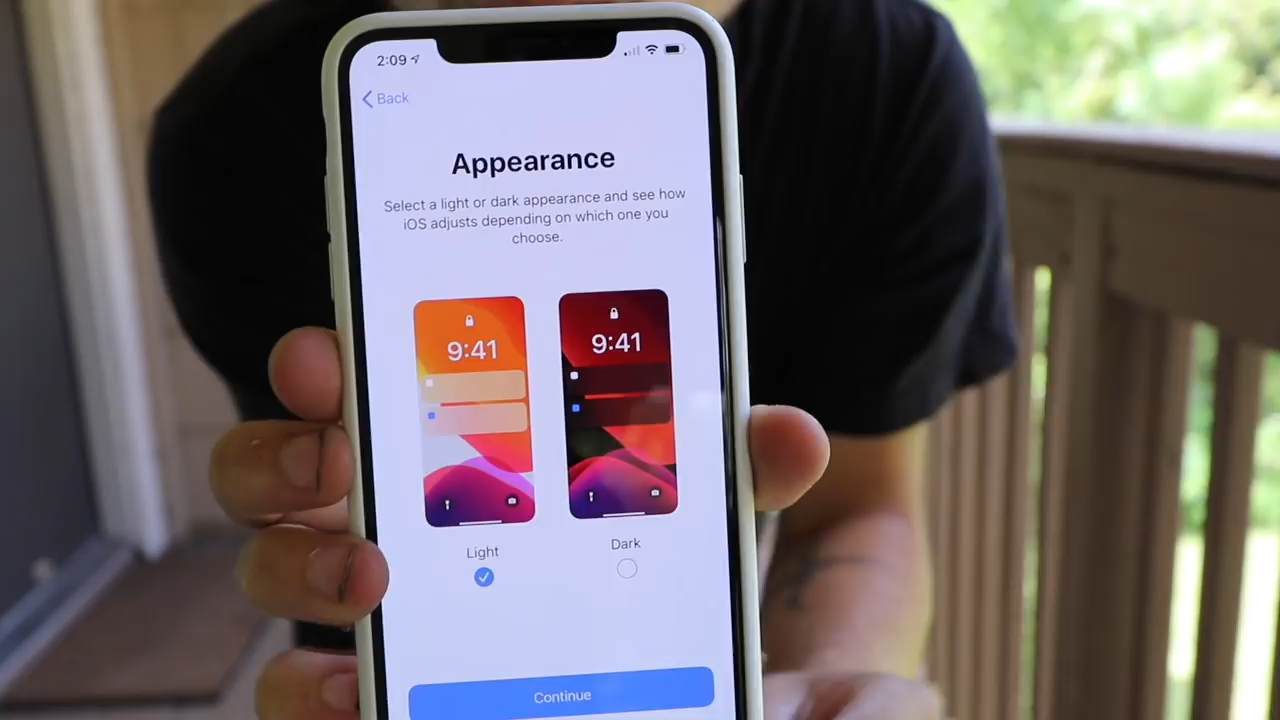 2:09
Back
Appearance
Select a light or dark appearance and see how
iOS adjusts depending on which one you
choose.
9:41
9:41
Light
Dark
Continue